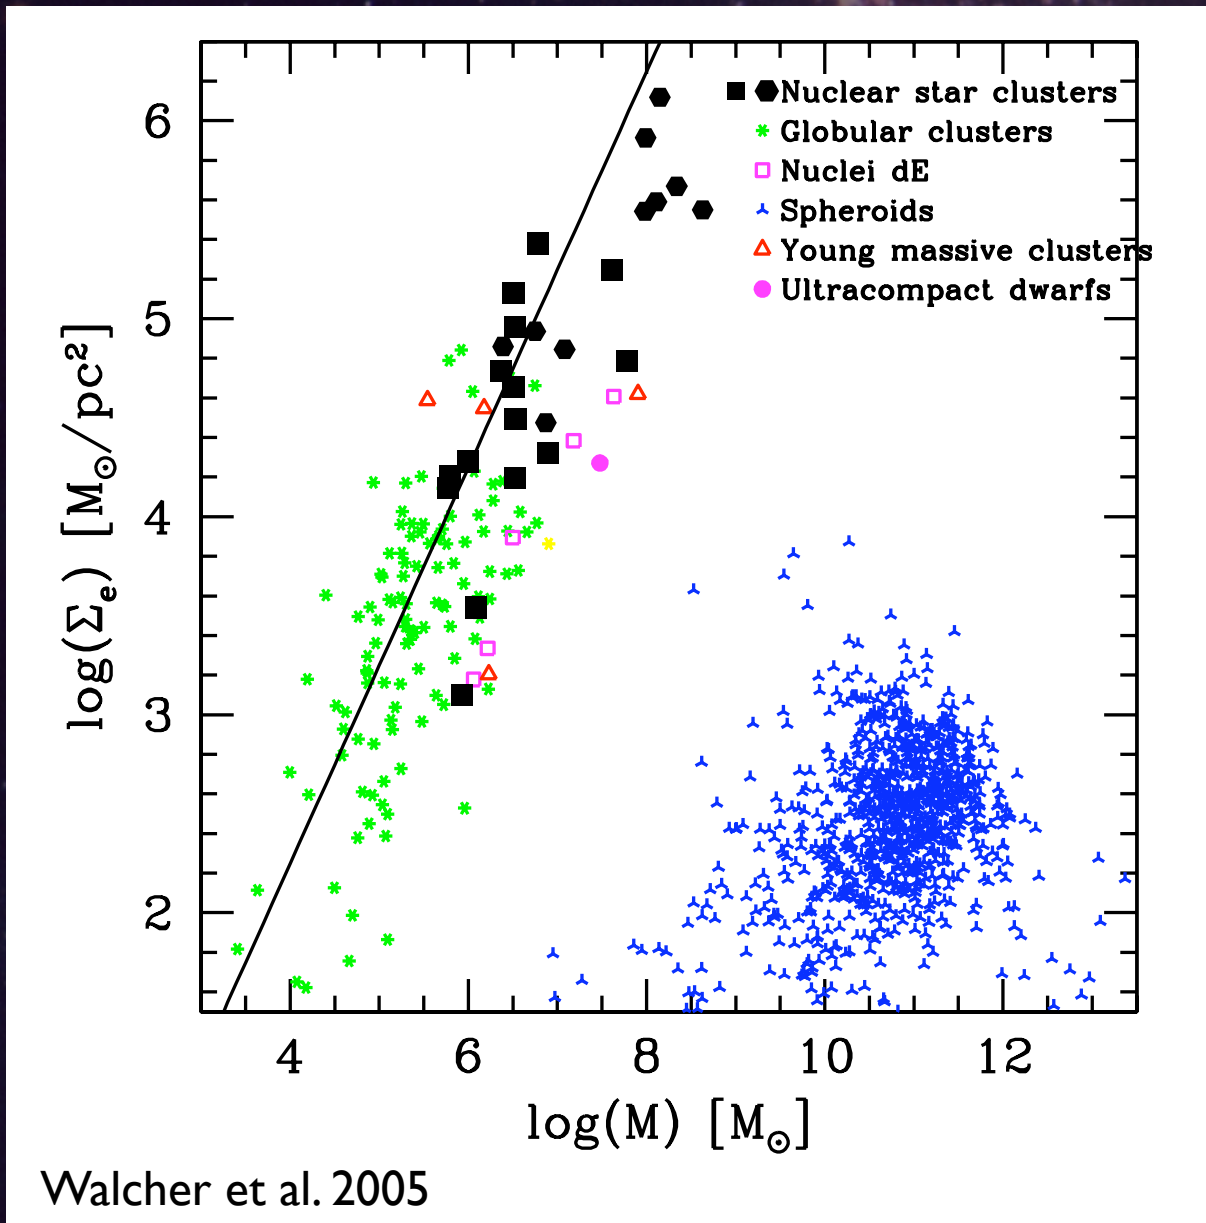 Nuclear star clusters
Globular clusters
Nuclei dE
Spheroids
Young massive clusters
Ultracompact dwarfs
6
5
4
3
2
log(Σₑ) [M☉/pc²]
4 6 8 10 12
log(M) [M☉]
Walcher et al. 2005